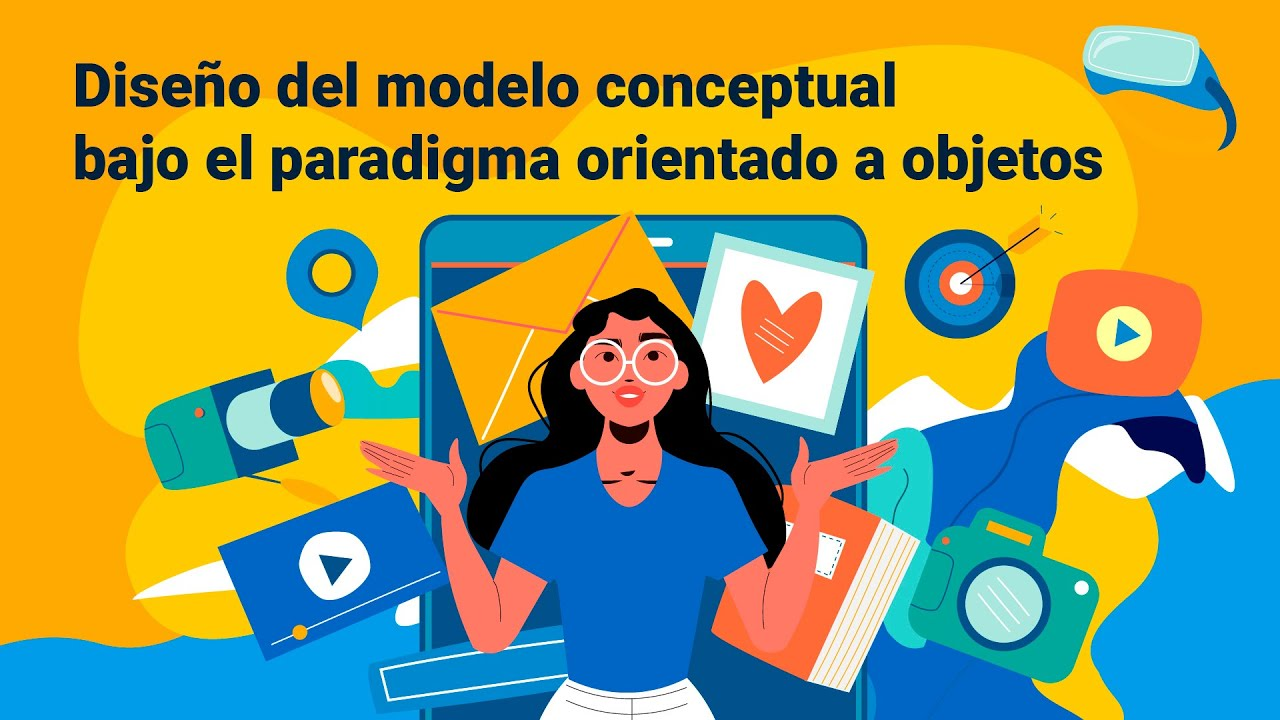 Diseño del modelo conceptual
bajo el paradigma orientado a objetos